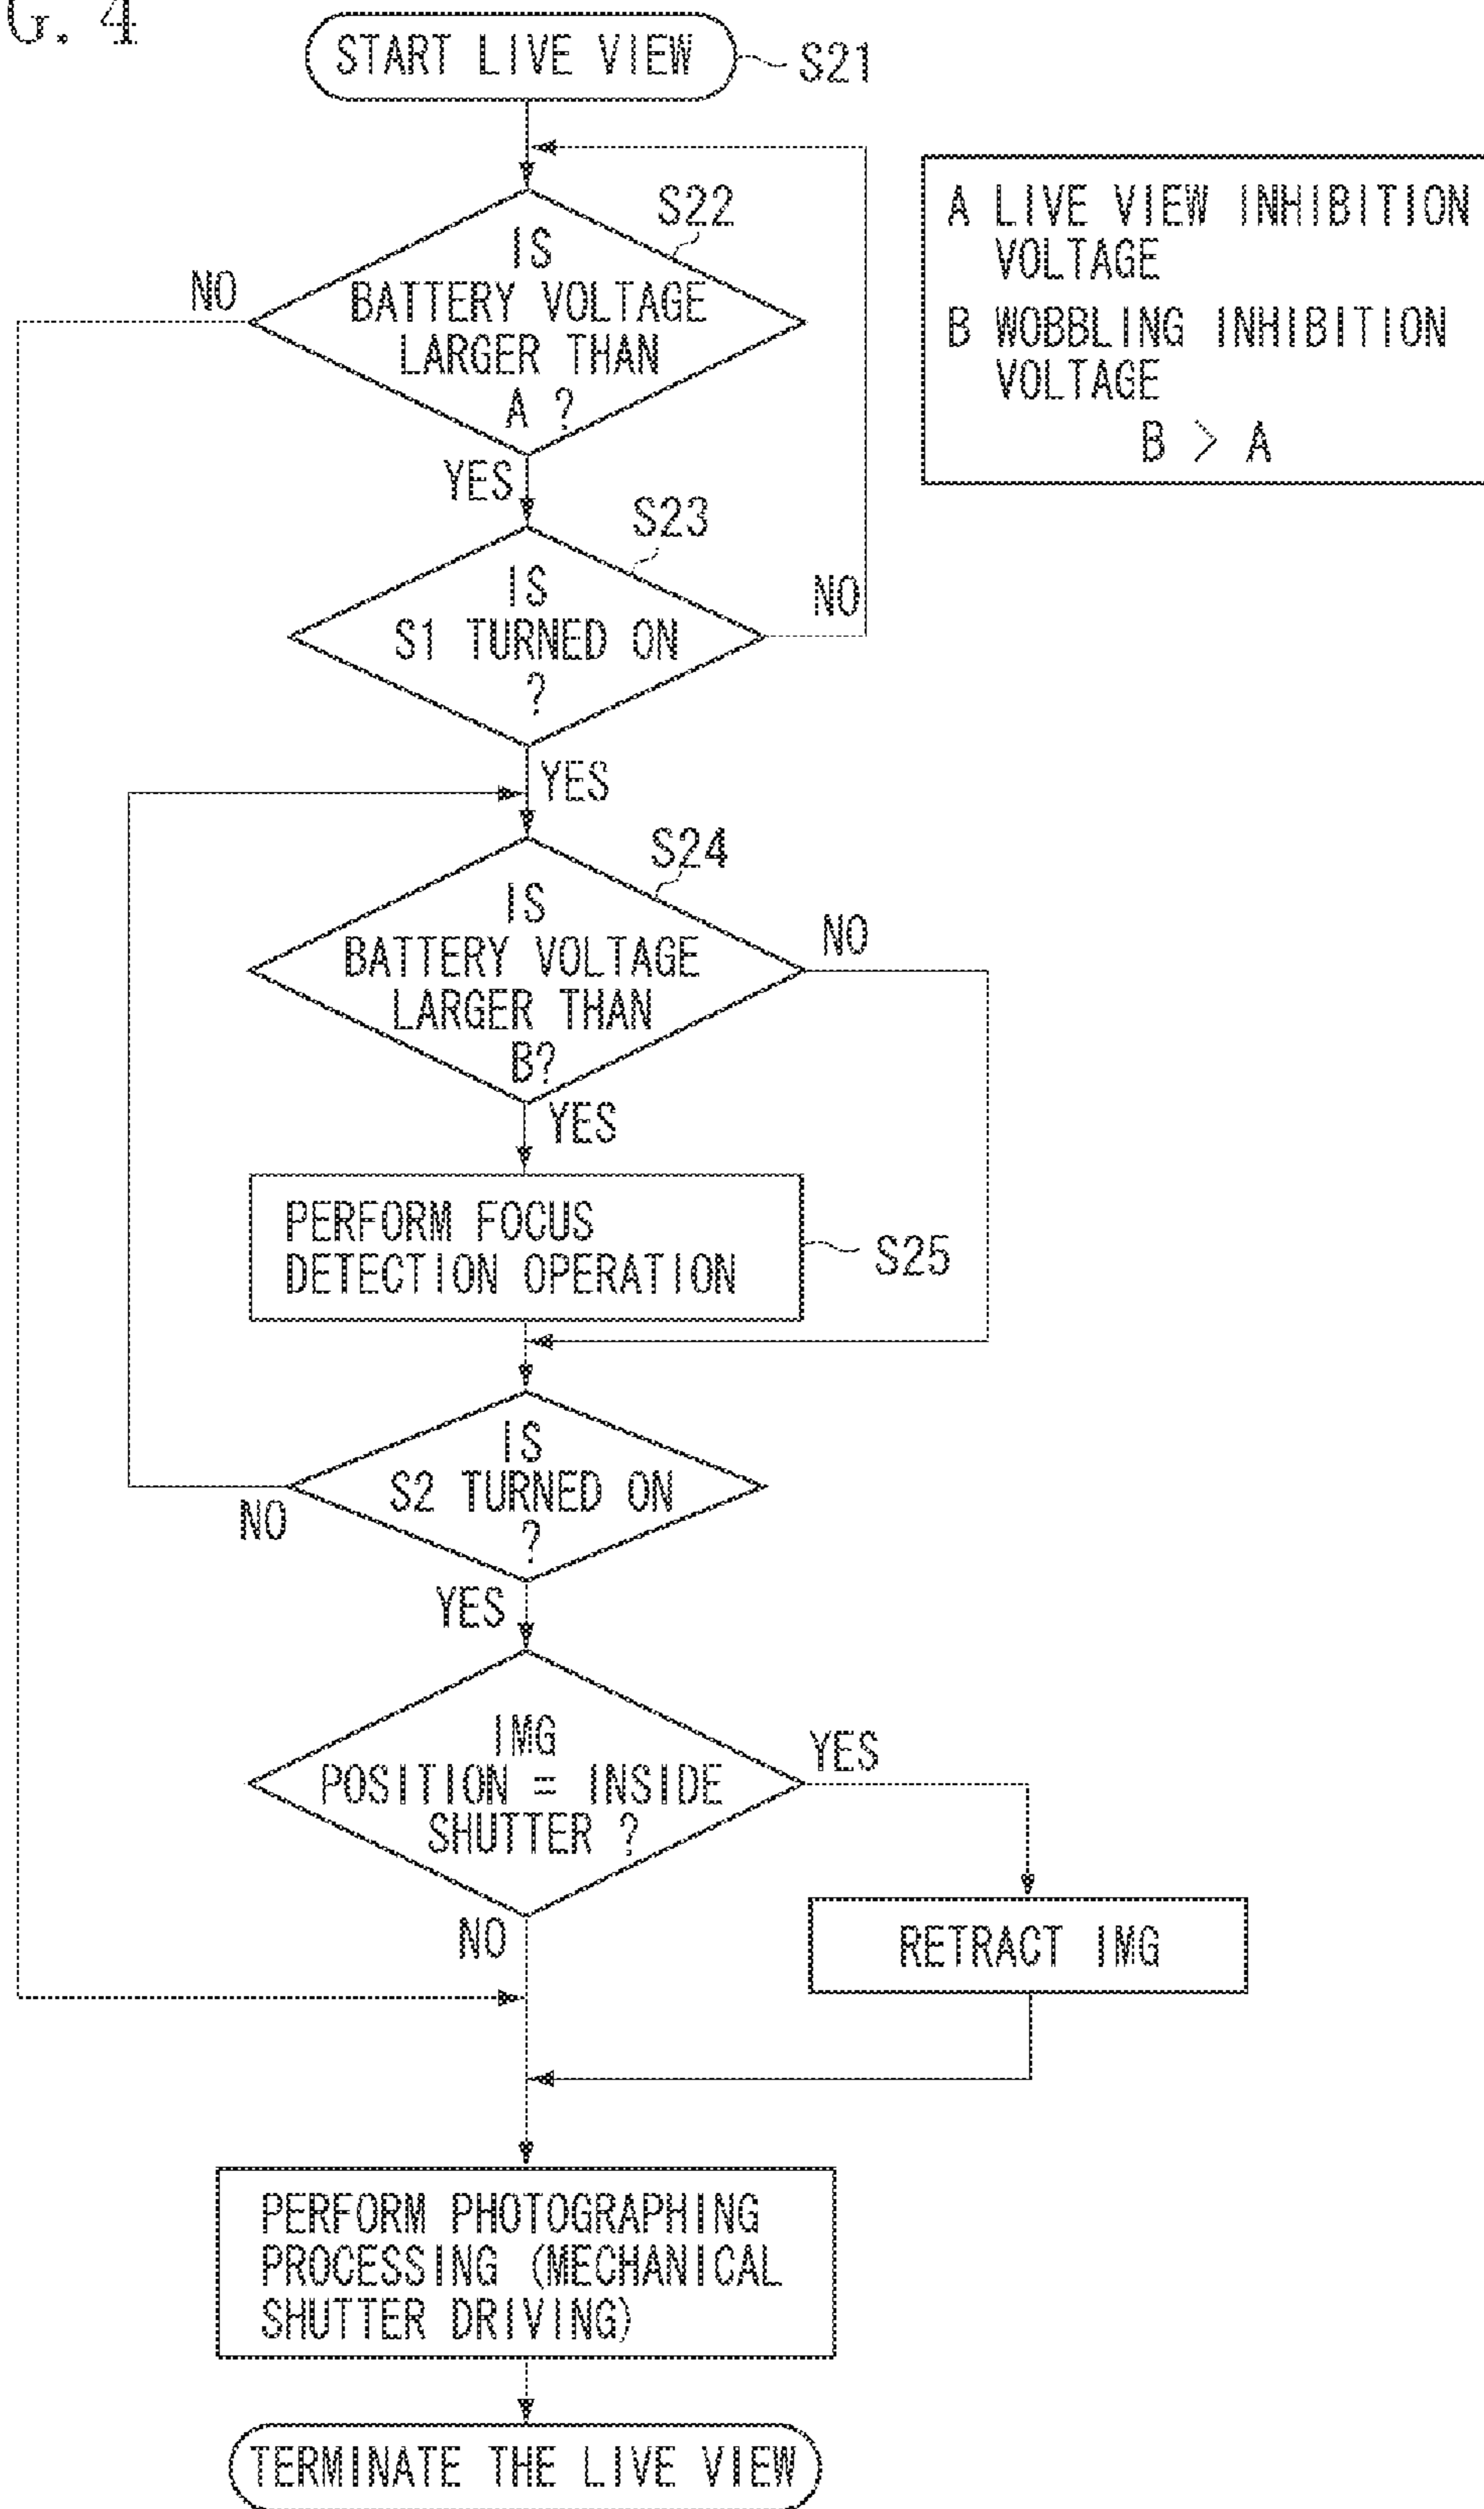 G. 4
START LIVE VIEW
S21
A LIVE VIEW INHIBITION
VOLTAGE
B WOBBLING INHIBITION
VOLTAGE
B > A
S22
IS
BATTERY VOLTAGE
LARGER THAN
A ?
NO
YES
S23
IS
S1 TURNED ON
?
NO
YES
S24
IS
BATTERY VOLTAGE
LARGER THAN
B?
NO
YES
PERFORM FOCUS
DETECTION OPERATION
S25
IS
S2 TURNED ON
?
NO
YES
IMG
POSITION = INSIDE
SHUTTER ?
YES
NO
RETRACT IMG
PERFORM PHOTOGRAPHING
PROCESSING (MECHANICAL
SHUTTER DRIVING)
TERMINATE THE LIVE VIEW